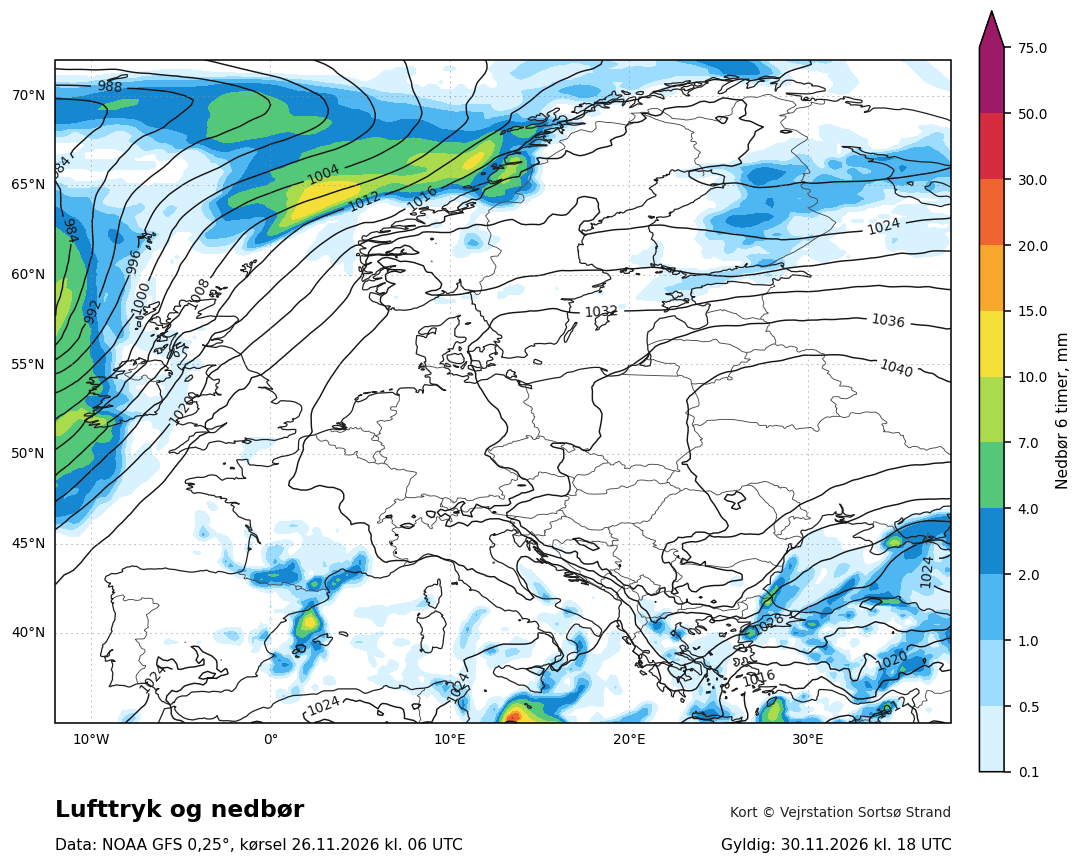 75.0
50.0
30.0
20.0
15.0
10.0
7.0
4.0
2.0
1.0
0.5
0.1
Nedbør 6 timer, mm
70°N
65°N
60°N
55°N
50°N
45°N
40°N
10°W
0°
10°E
20°E
30°E
988
984
984
992
996
1000
1004
1008
1012
1016
1020
1024
1032
1036
1040
1024
1024
1024
1024
1028
1020
1016
1012
Lufttryk og nedbør
Kort © Vejrstation Sortsø Strand
Data: NOAA GFS 0,25°, kørsel 26.11.2026 kl. 06 UTC
Gyldig: 30.11.2026 kl. 18 UTC